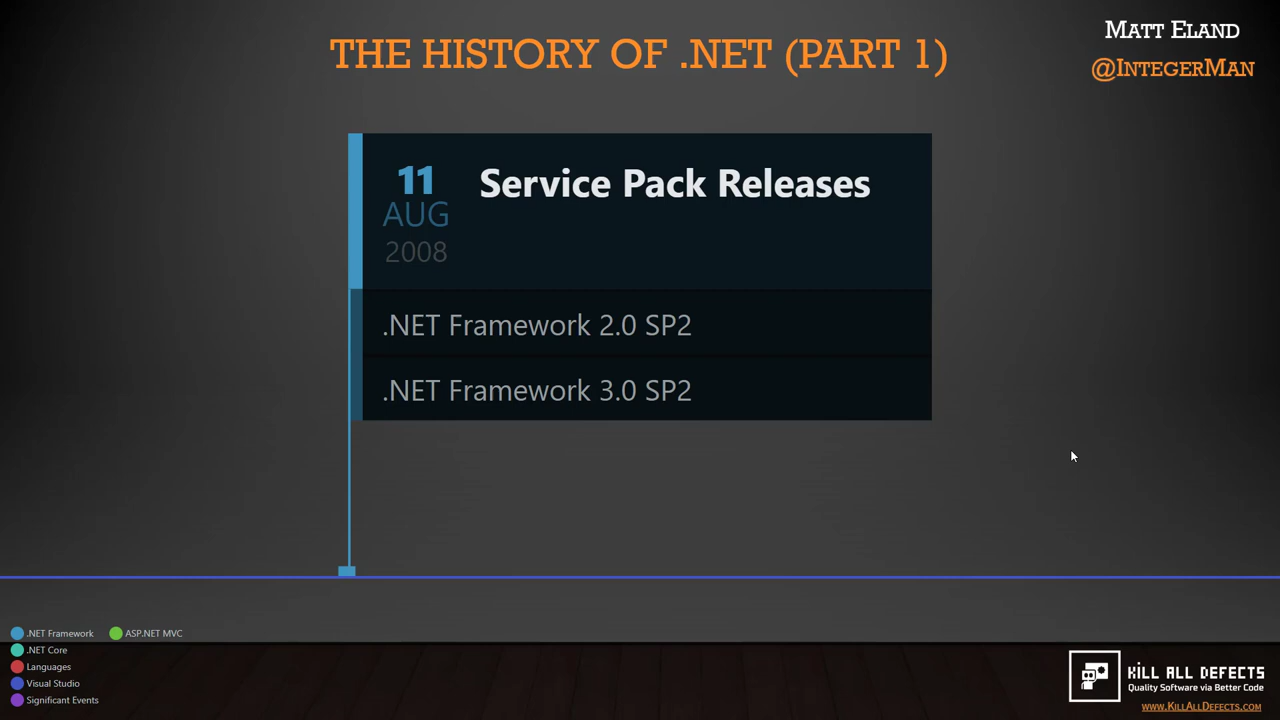 THE HISTORY OF .NET (PART 1)
MATT ELAND
@INTEGERMAN
11
AUG
2008
Service Pack Releases
.NET Framework 2.0 SP2
.NET Framework 3.0 SP2
.NET Framework
ASP.NET MVC
.NET Core
Languages
Visual Studio
Significant Events
KILL ALL DEFECTS
Quality Software via Better Code
WWW.KILLALLDEFECTS.COM